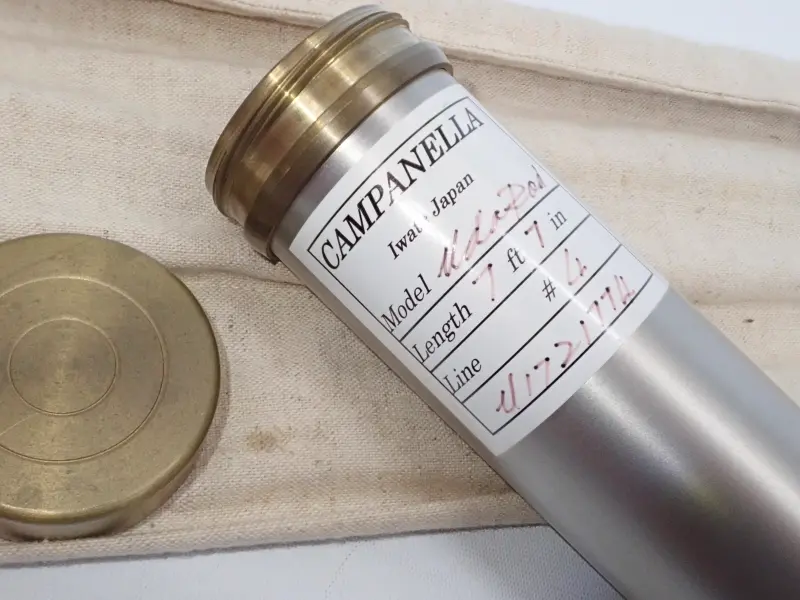 CAMPANELLA
Iwate Japan
Model
Length 7 ft 7 in
Line # 4